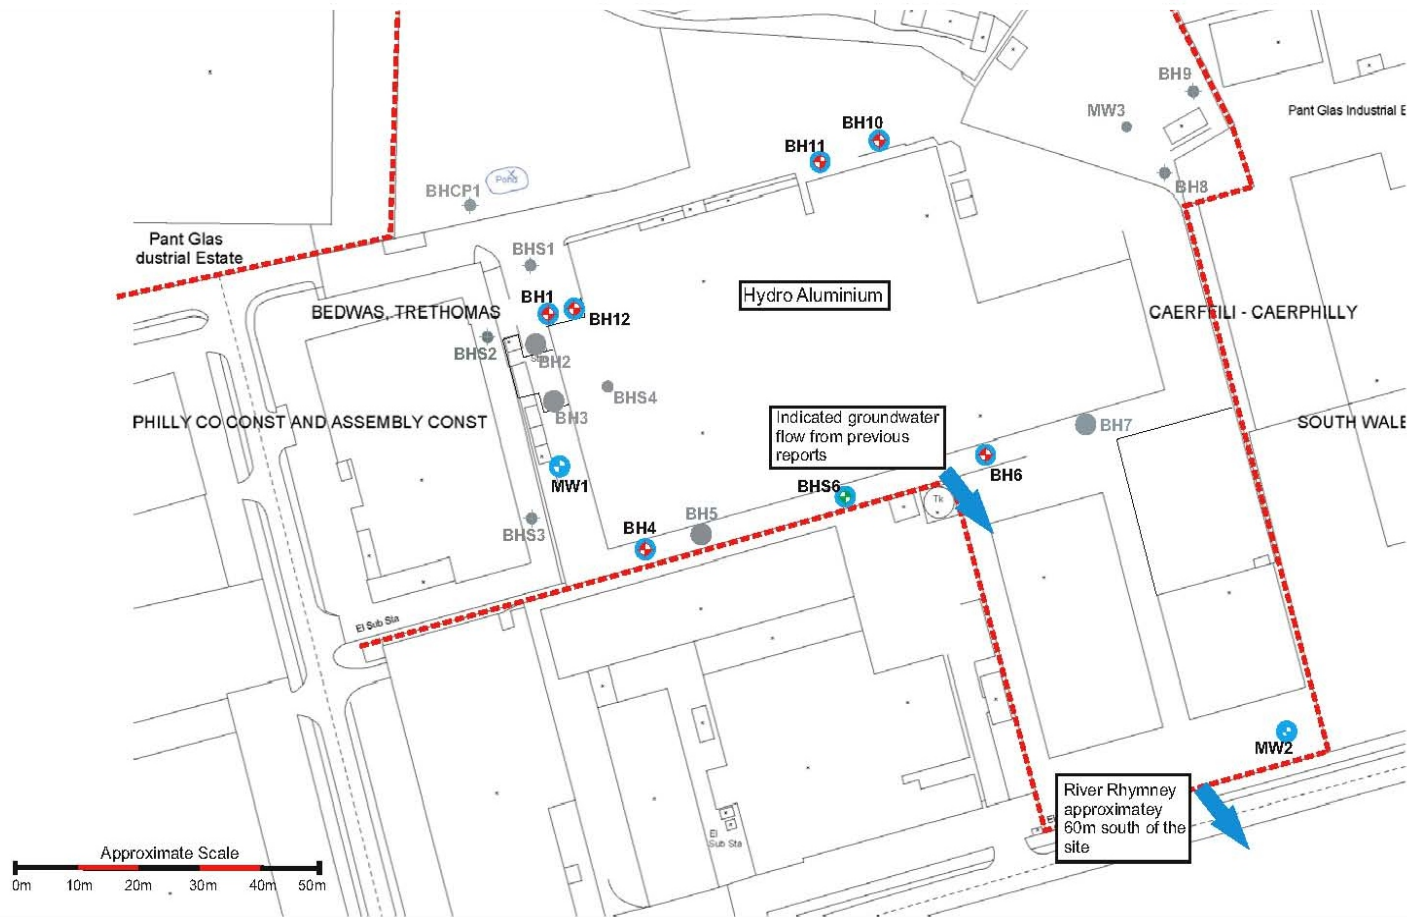 BH9
MW3
Pant Glas Industrial E
BH10
BH11
BH8
Pond
BHCP1
Pant Glas
dustrial Estate
BHS1
Hydro Aluminium
BH1
BH12
BEDWAS, TRETHOMAS
CAERFFILI - CAERPHILLY
BHS2
BH2
BHS4
BH3
PHILLY CO CONST AND ASSEMBLY CONST
Indicated groundwater
flow from previous
reports
BH7
SOUTH WALE
BH6
MW1
BHS6
Tk
BH5
BHS3
BH4
El Sub Sta
MW2
River Rhymney
approximatey
60m south of the
site
El
El
Sub Sta
Approximate Scale
0m 10m 20m 30m 40m 50m